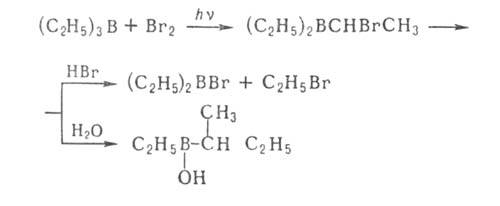 (C₂H₅)₃B + Br₂ hν (C₂H₅)₂BCHBrCH₃
HBr (C₂H₅)₂BBr + C₂H₅Br
CH₃
H₂O C₂H₅B–CH C₂H₅
OH